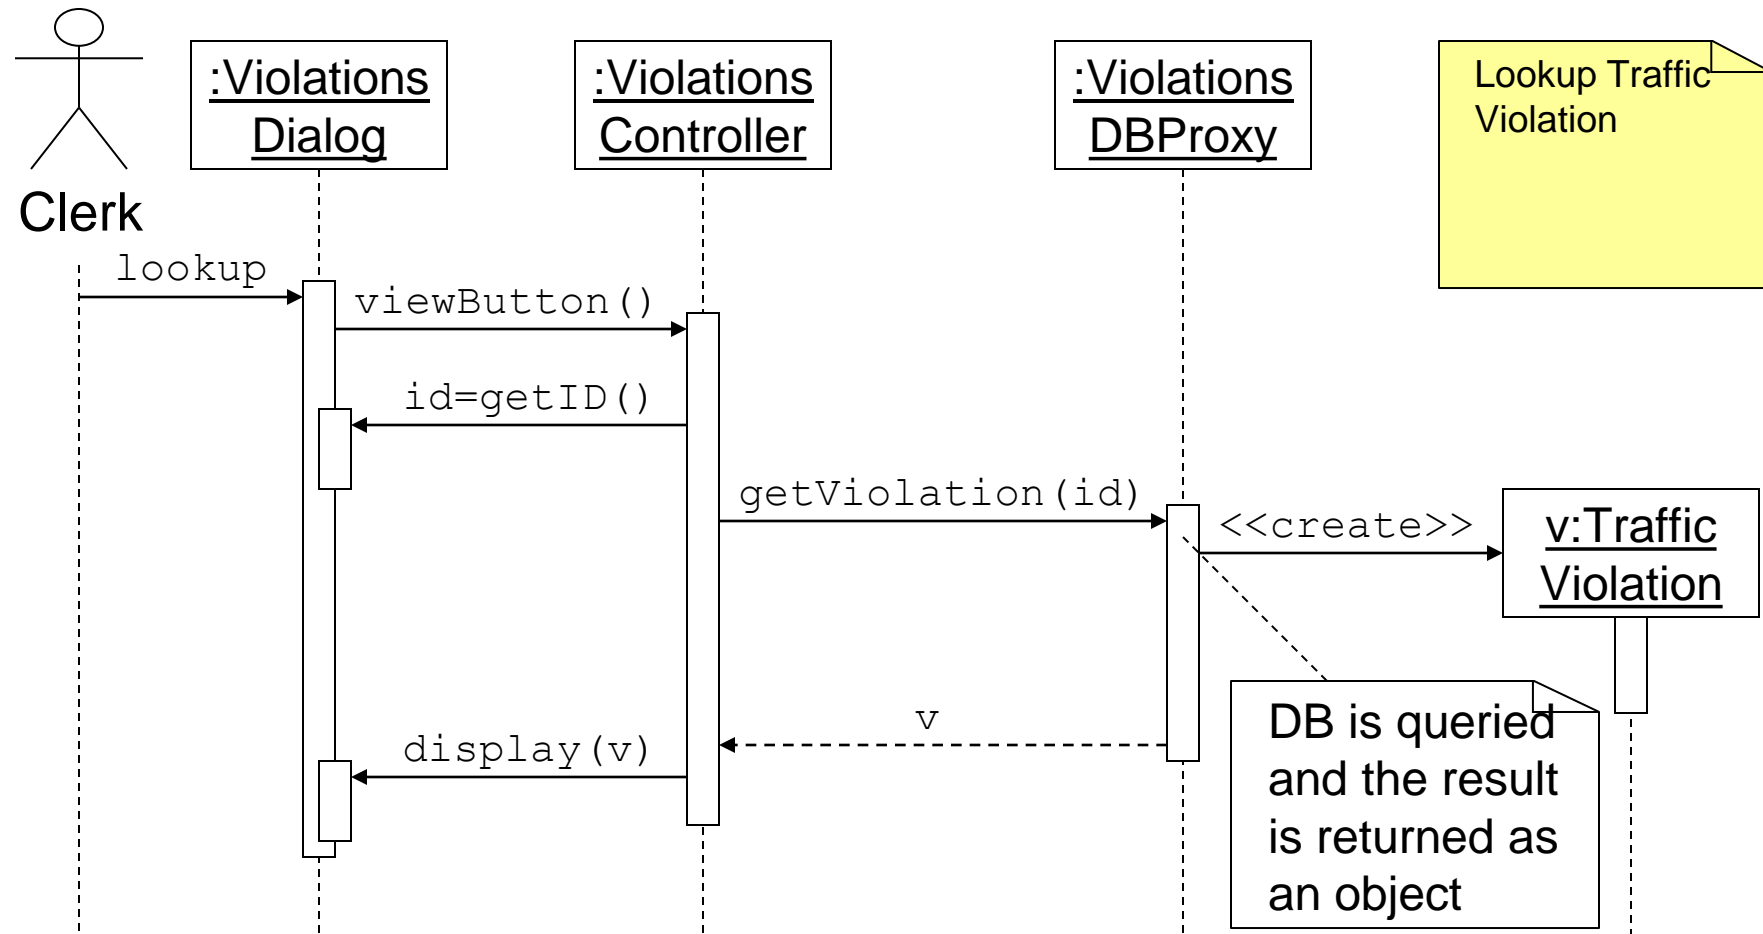 :Violations
Dialog
:Violations
Controller
:Violations
DBProxy
Lookup Traffic
Violation
Clerk
lookup
viewButton()
id=getID()
getViolation(id)
<<create>>
v:Traffic
Violation
v
display(v)
DB is queried
and the result
is returned as
an object